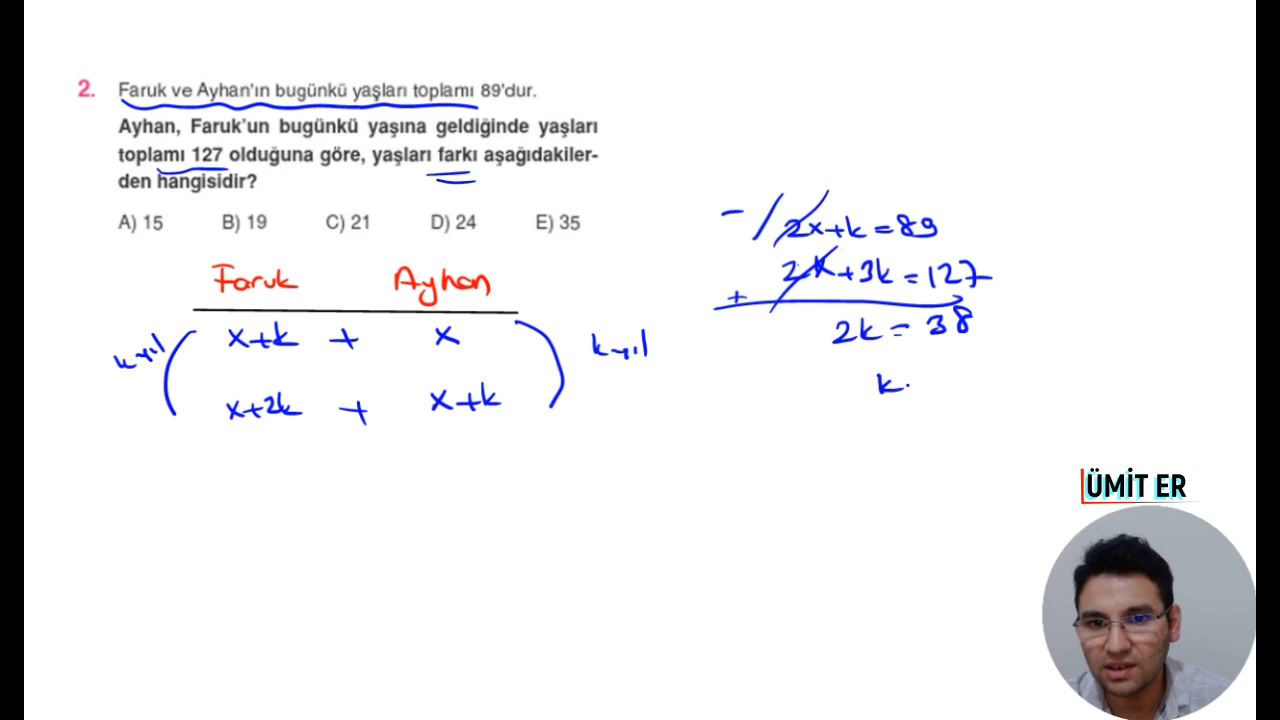 2. Faruk ve Ayhan'ın bugünkü yaşları toplamı 89'dur.
Ayhan, Faruk'un bugünkü yaşına geldiğinde yaşları
toplamı 127 olduğuna göre, yaşları farkı aşağıdakiler-
den hangisidir?
A) 15 B) 19 C) 21 D) 24 E) 35
Faruk Ayhan
x+k + x
k yıl k yıl
x+2k + x+k
- / 2x+k=89
2x+3k=127
+
2k = 38
k.
ÜMİT ER